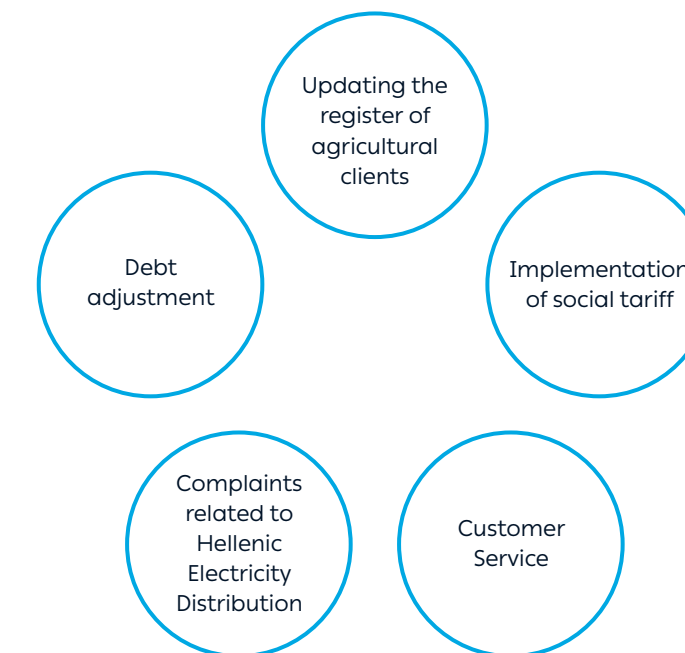 Updating the
register of
agricultural
clients
Debt
adjustment
Implementation
of social tariff
Complaints
related to
Hellenic
Electricity
Distribution
Customer
Service